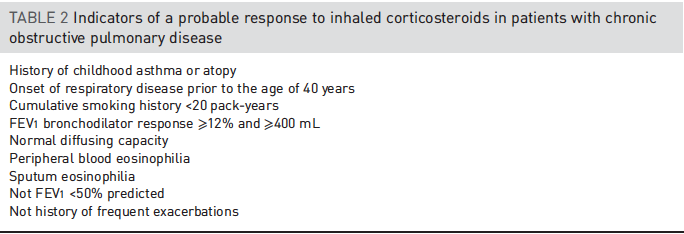 TABLE 2 Indicators of a probable response to inhaled corticosteroids in patients with chronic
obstructive pulmonary disease
History of childhood asthma or atopy
Onset of respiratory disease prior to the age of 40 years
Cumulative smoking history <20 pack-years
FEV1 bronchodilator response ⩾12% and ⩾400 mL
Normal diffusing capacity
Peripheral blood eosinophilia
Sputum eosinophilia
Not FEV1 <50% predicted
Not history of frequent exacerbations